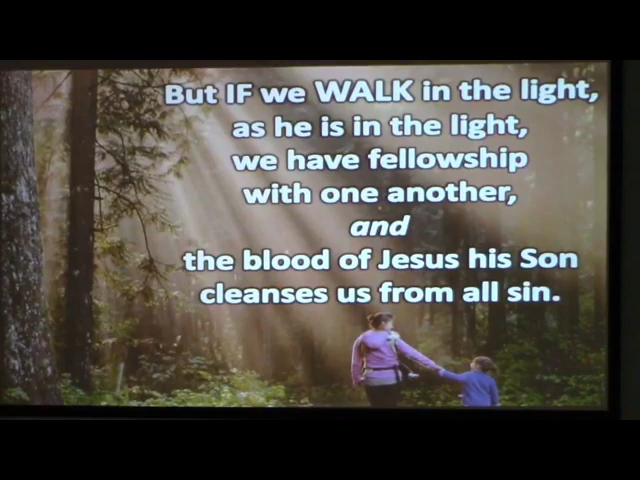 But IF we WALK in the light,
as he is in the light,
we have fellowship
with one another,
and
the blood of Jesus his Son
cleanses us from all sin.